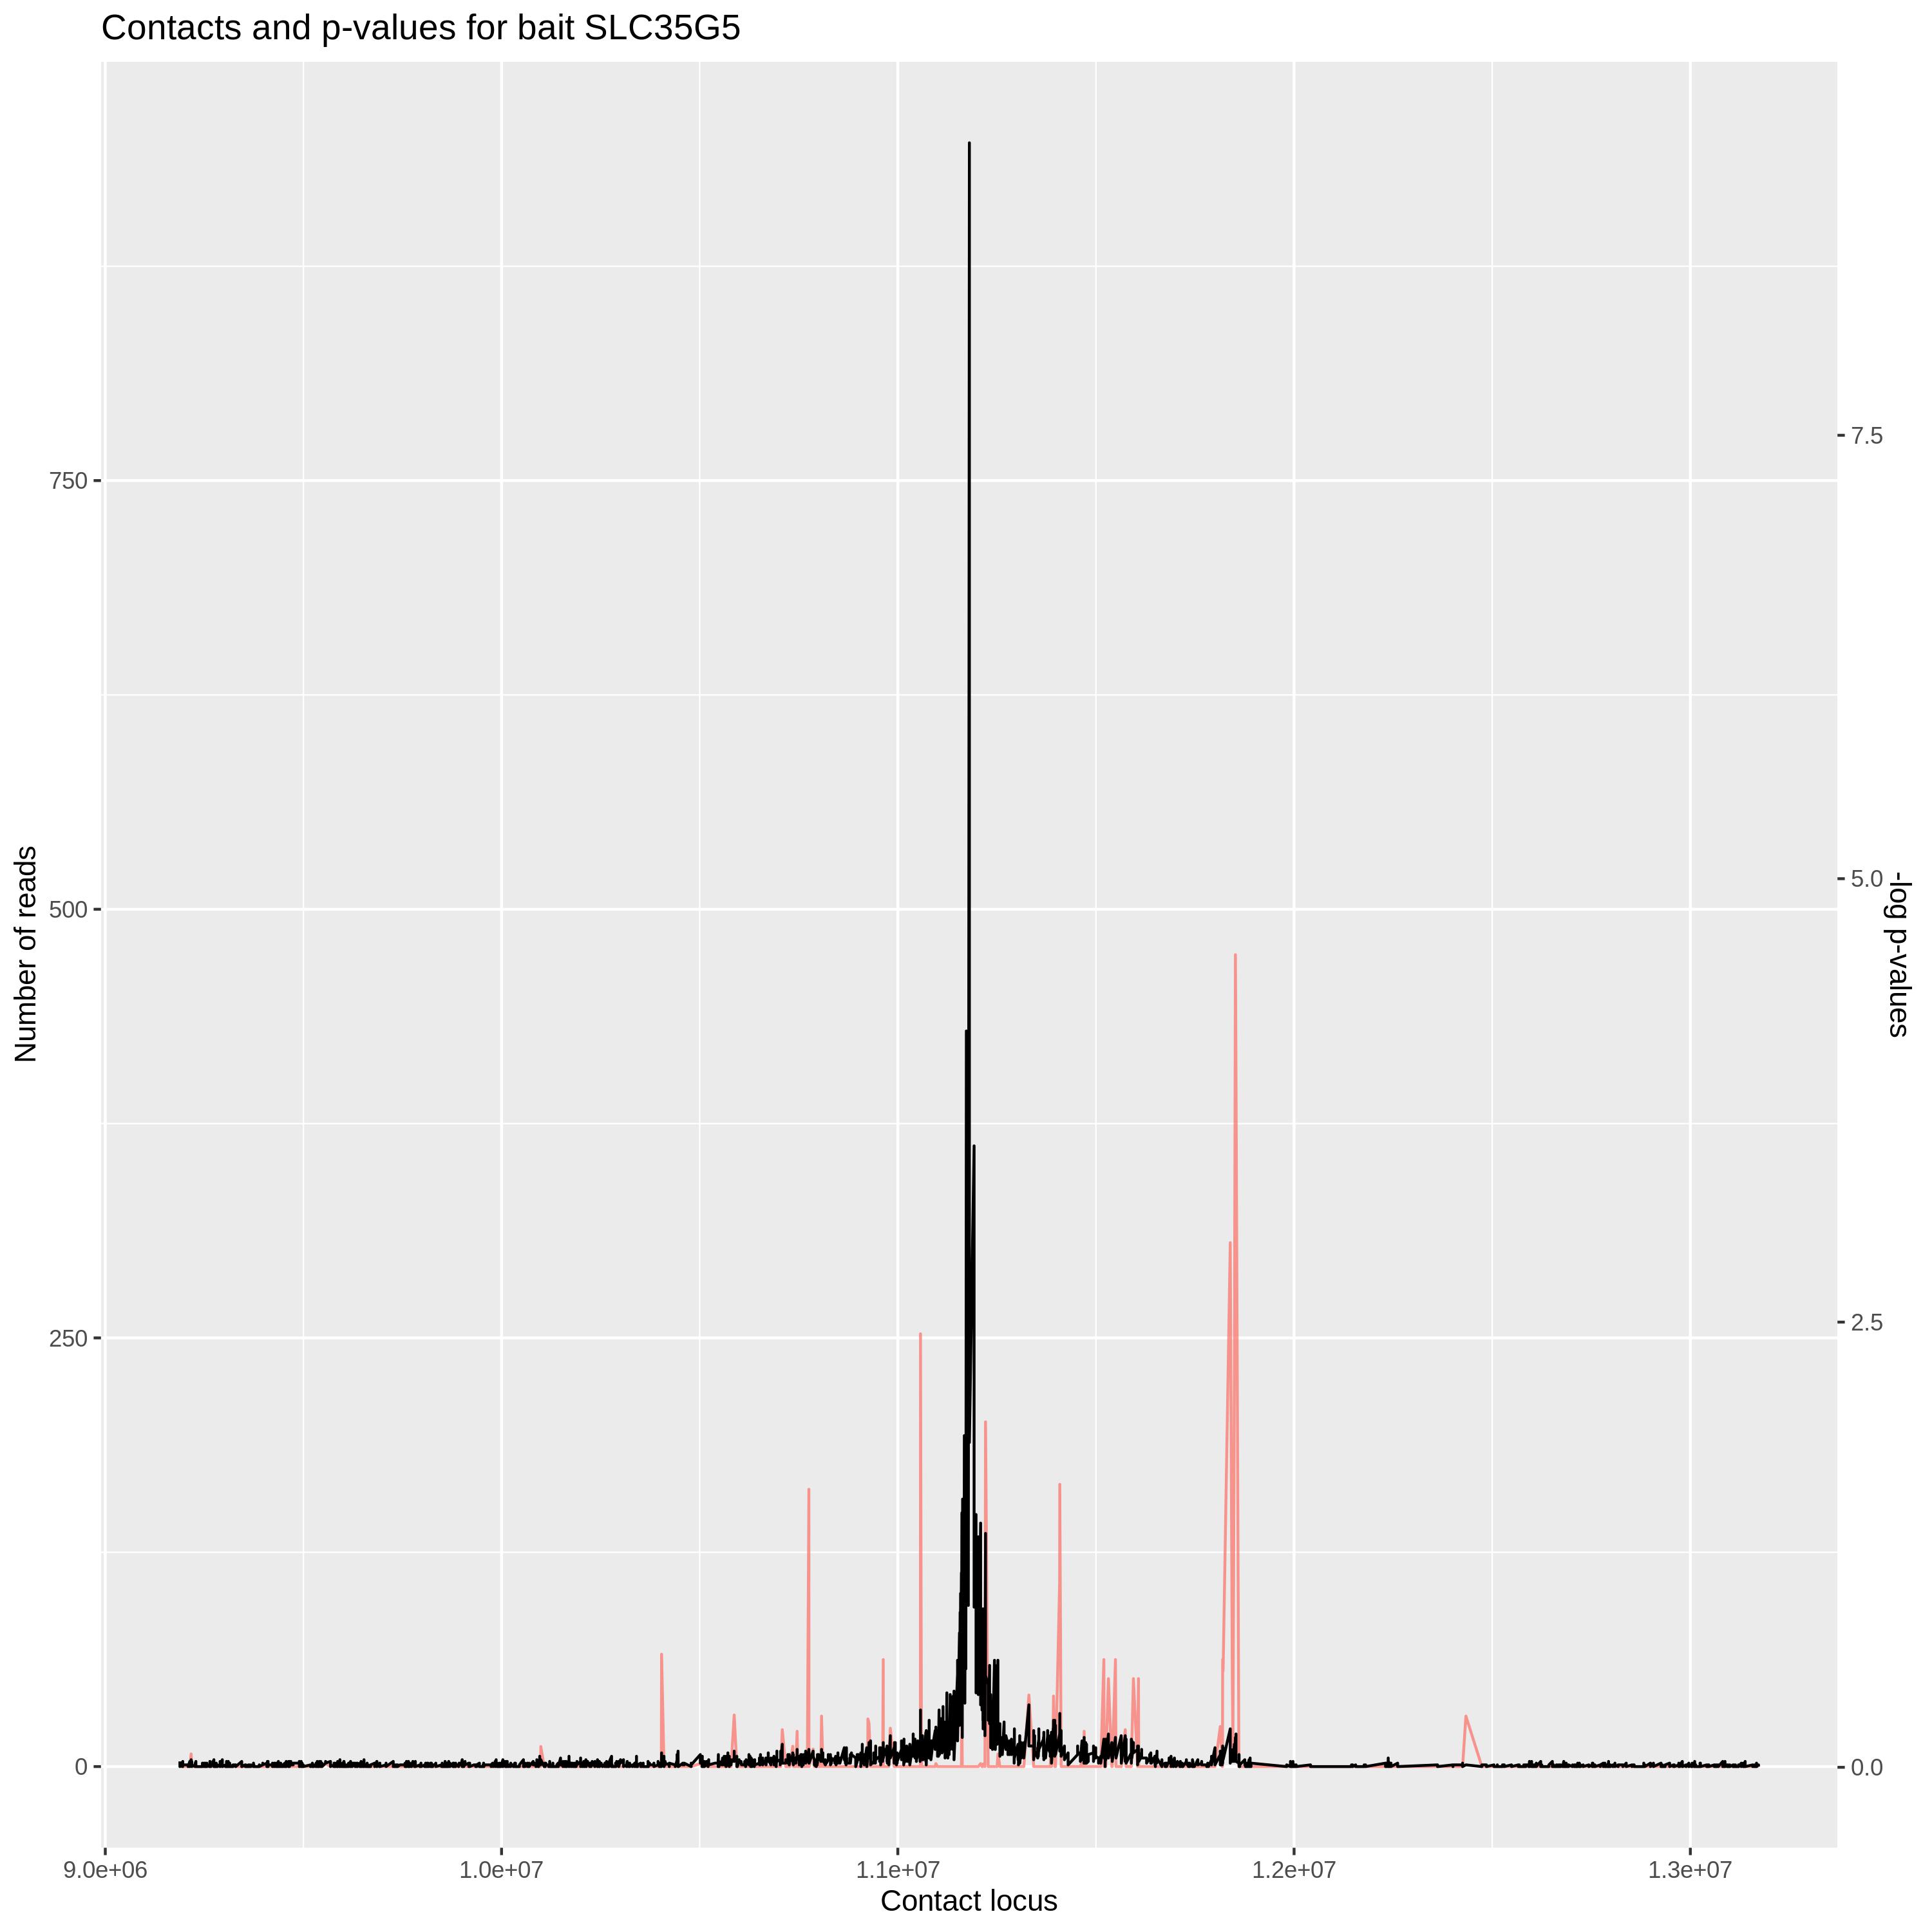 Contacts and p-values for bait SLC35G5
Number of reads
750
500
250
0
7.5
5.0
2.5
0.0
-log p-values
9.0e+06
1.0e+07
1.1e+07
1.2e+07
1.3e+07
Contact locus